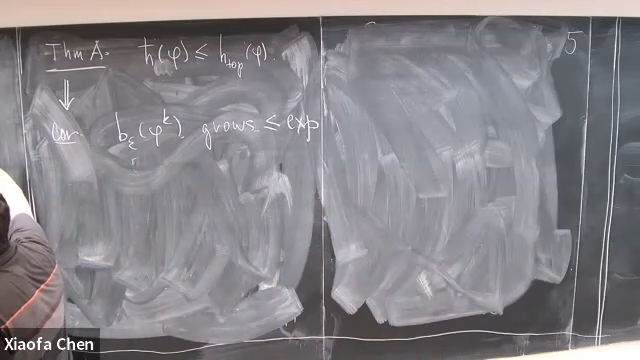 Thm A. ħ(φ) ≤ h_top(φ).
⇓
Cor b_ε(φ^k) grows ≤ exp
5
Xiaofa Chen